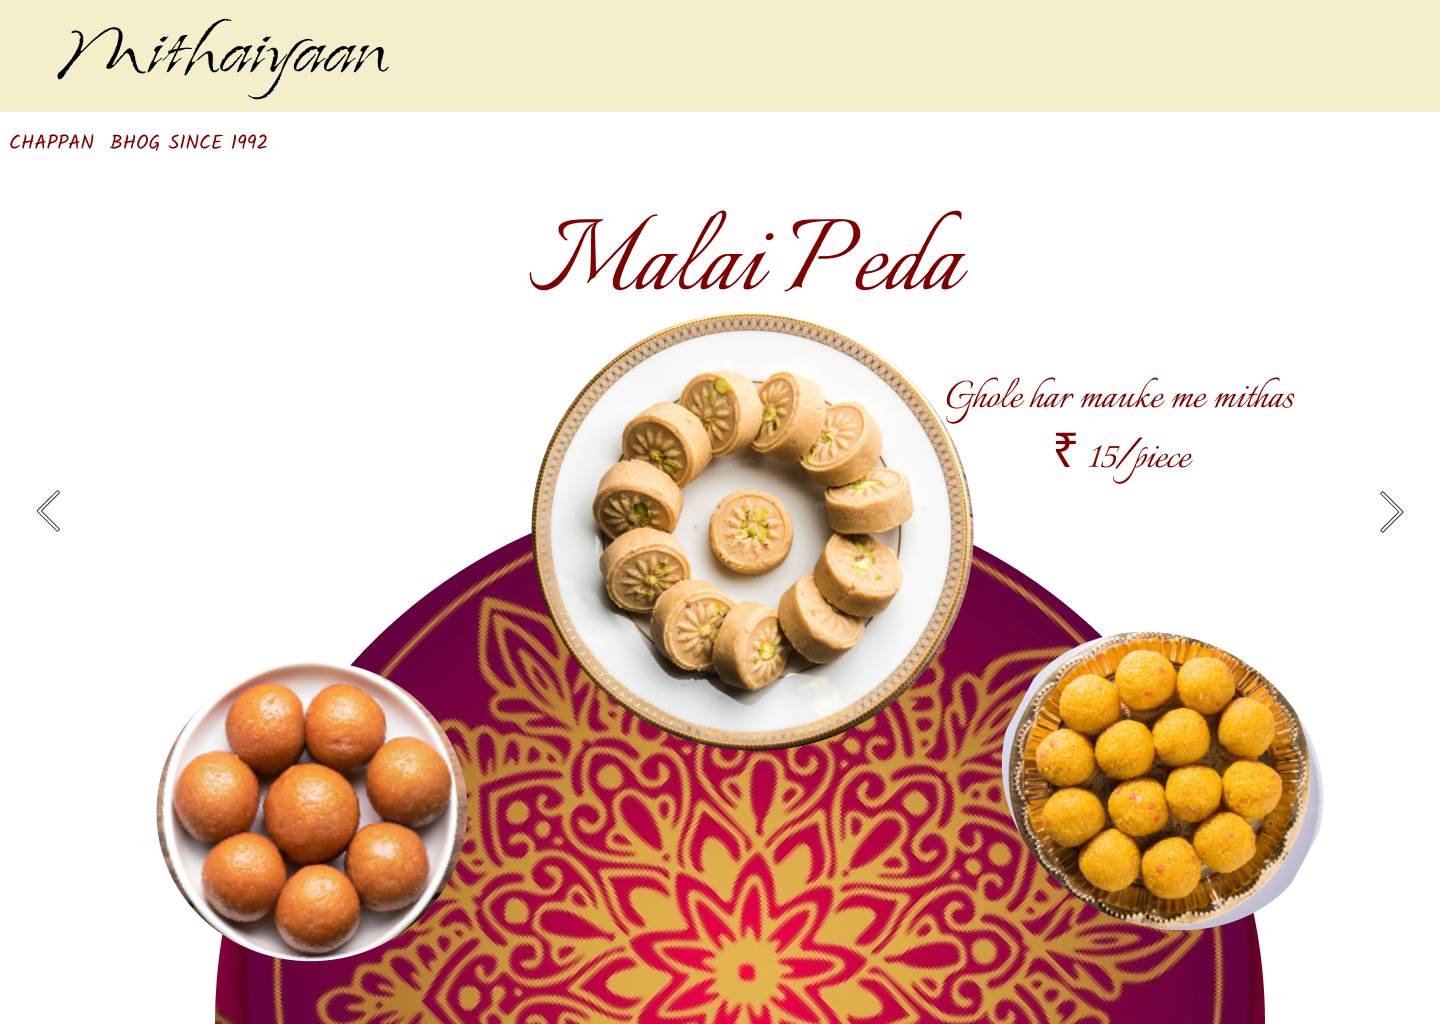 Mithaiyaan
CHAPPAN BHOG SINCE 1992
Malai Peda
Ghole har mauke me mithas
₹ 15/piece